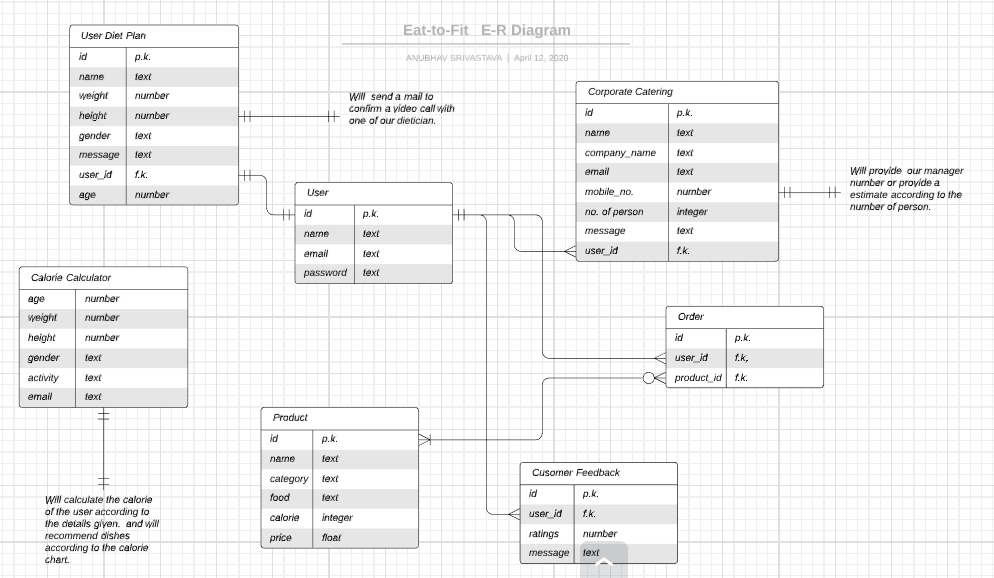 Eat-to-Fit E-R Diagram
ANUBHAV SRIVASTAVA | April 12, 2020
User Diet Plan
id p.k.
name text
weight number
height number
gender text
message text
user_id f.k.
age number
Will send a mail to
confirm a video call with
one of our dietician.
Corporate Catering
id p.k.
name text
company_name text
email text
mobile_no. number
no. of person integer
message text
user_id f.k.
Will provide our manager
number or provide a
estimate according to the
number of person.
User
id p.k.
name text
email text
password text
Calorie Calculator
age number
weight number
height number
gender text
activity text
email text
Order
id p.k.
user_id f.k,
product_id f.k.
Product
id p.k.
name text
category text
food text
calorie integer
price float
Cusomer Feedback
id p.k.
user_id f.k.
ratings number
message text
Will calculate the calorie
of the user according to
the details given. and will
recommend dishes
according to the calorie
chart.